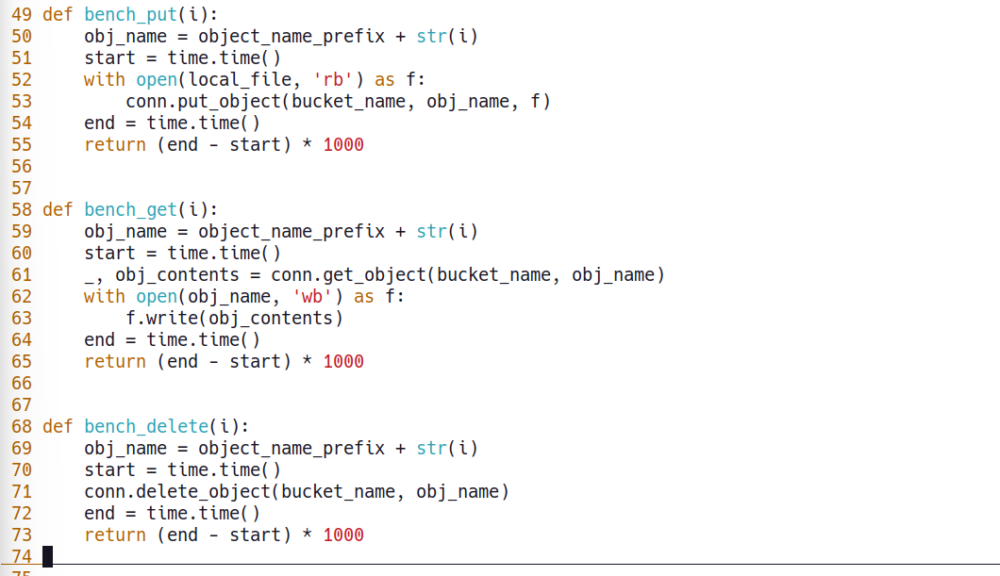 49 def bench_put(i):
50     obj_name = object_name_prefix + str(i)
51     start = time.time()
52     with open(local_file, 'rb') as f:
53         conn.put_object(bucket_name, obj_name, f)
54     end = time.time()
55     return (end - start) * 1000
56
57
58 def bench_get(i):
59     obj_name = object_name_prefix + str(i)
60     start = time.time()
61     _, obj_contents = conn.get_object(bucket_name, obj_name)
62     with open(obj_name, 'wb') as f:
63         f.write(obj_contents)
64     end = time.time()
65     return (end - start) * 1000
66
67
68 def bench_delete(i):
69     obj_name = object_name_prefix + str(i)
70     start = time.time()
71     conn.delete_object(bucket_name, obj_name)
72     end = time.time()
73     return (end - start) * 1000
74
75